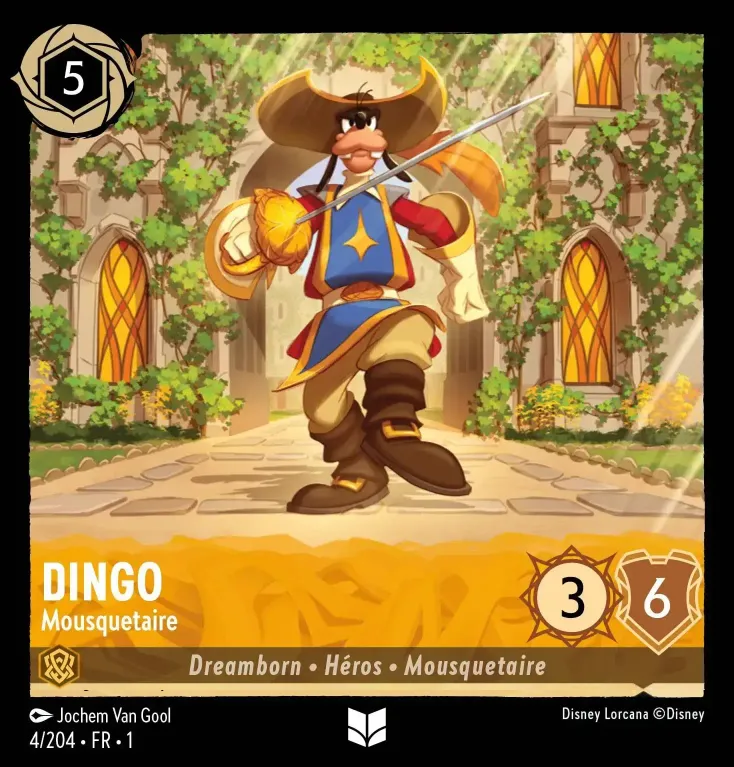 5
DINGO
Mousquetaire
3
6
Dreamborn • Héros • Mousquetaire
Jochem Van Gool
4/204 • FR • 1
Disney Lorcana ©Disney